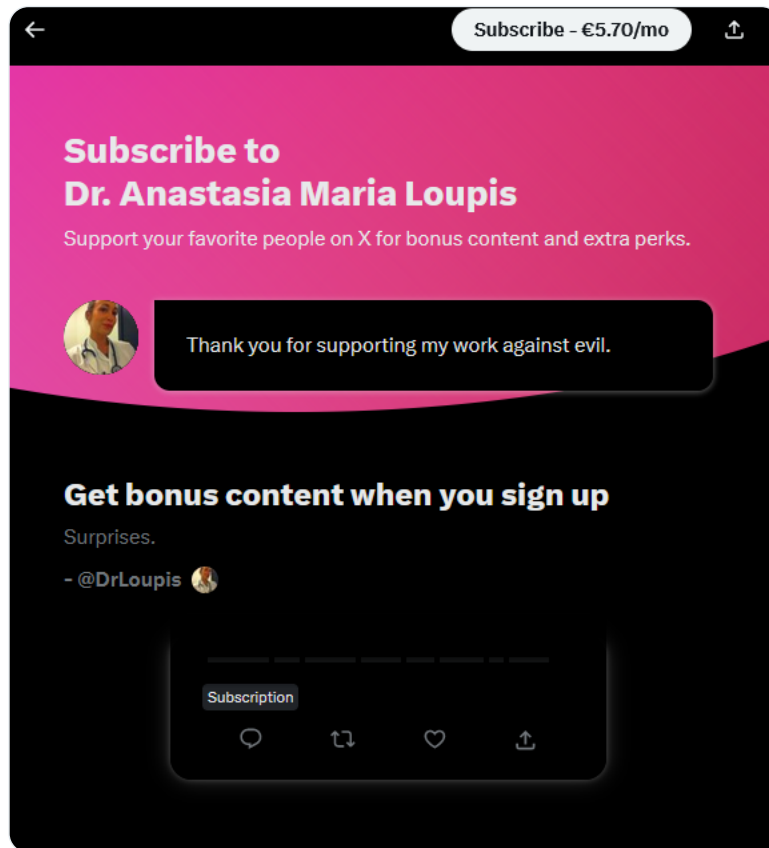 Subscribe - €5.70/mo
Subscribe to
Dr. Anastasia Maria Loupis
Support your favorite people on X for bonus content and extra perks.
Thank you for supporting my work against evil.
Get bonus content when you sign up
Surprises.
- @DrLoupis
Subscription